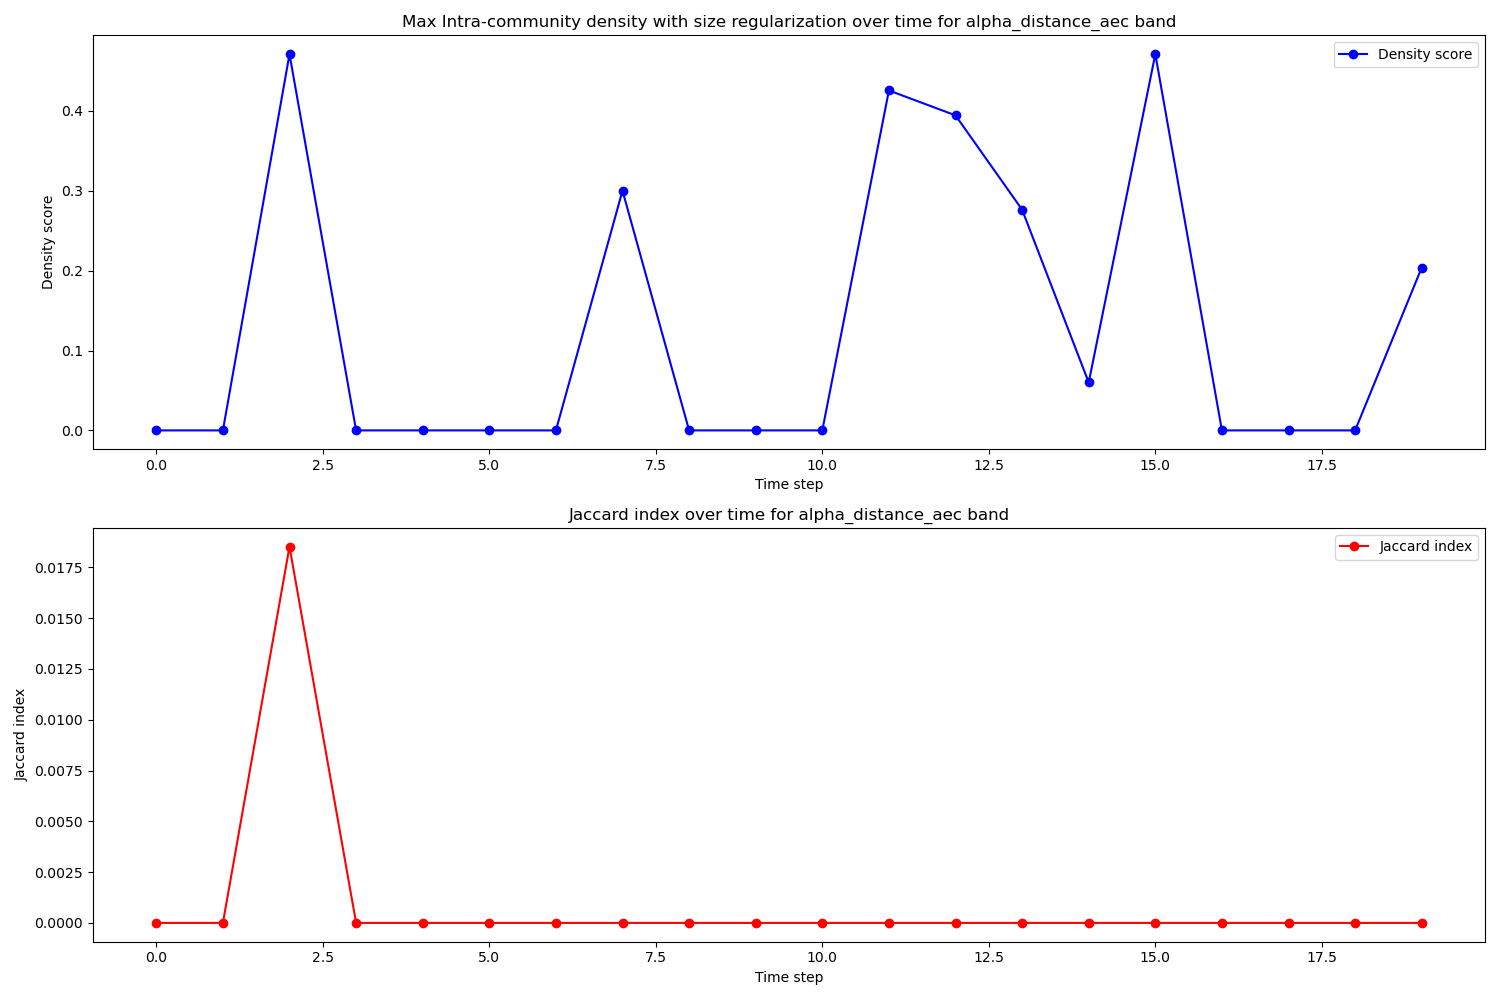 Max Intra-community density with size regularization over time for alpha_distance_aec band
Density score
Density score
0.4
0.3
0.2
0.1
0.0
0.0 2.5 5.0 7.5 10.0 12.5 15.0 17.5
Time step
Jaccard index over time for alpha_distance_aec band
Jaccard index
Jaccard index
0.0175
0.0150
0.0125
0.0100
0.0075
0.0050
0.0025
0.0000
0.0 2.5 5.0 7.5 10.0 12.5 15.0 17.5
Time step